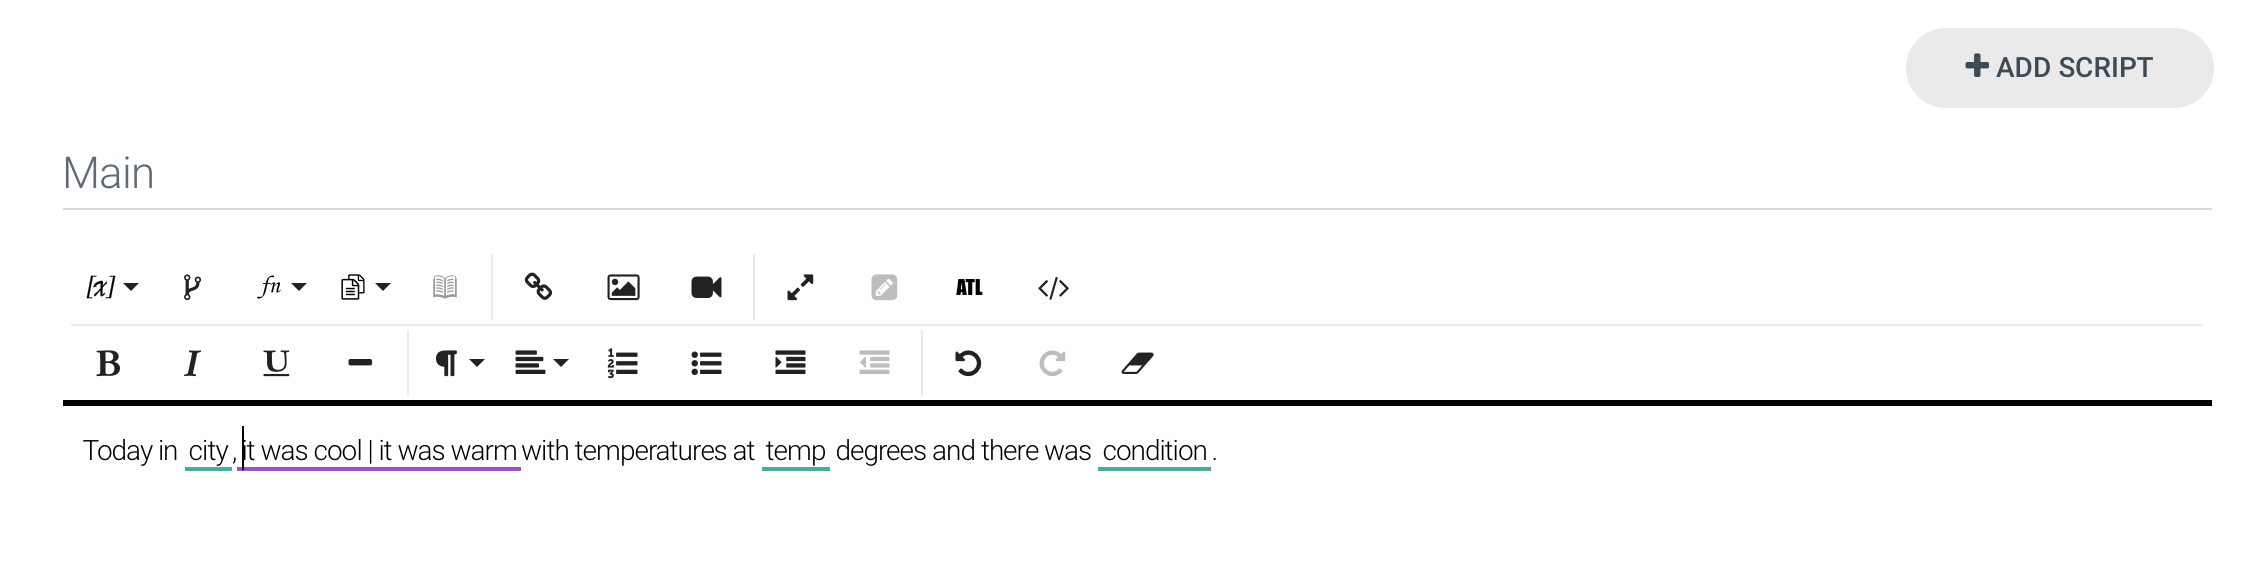 + ADD SCRIPT
Main
[x] fn ATL </>
B I U
Today in city, it was cool | it was warm with temperatures at temp degrees and there was condition.